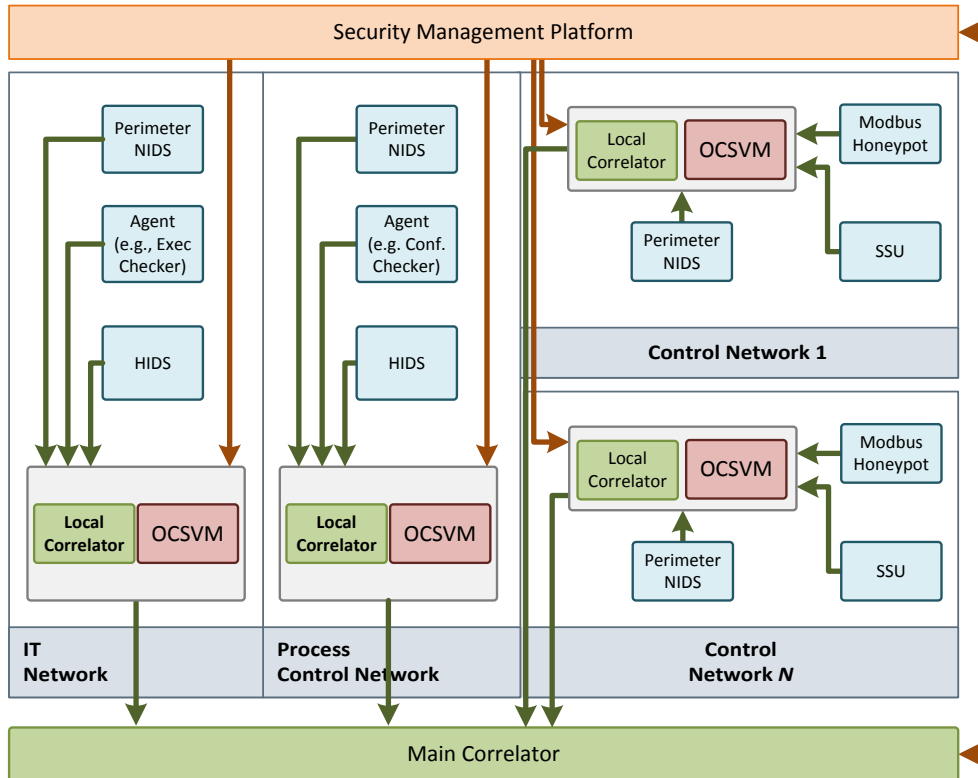 Security Management Platform
Perimeter
NIDS
Agent
(e.g., Exec
Checker)
HIDS
Local
Correlator
OCSVM
IT
Network
Perimeter
NIDS
Agent
(e.g. Conf.
Checker)
HIDS
Local
Correlator
OCSVM
Process
Control Network
Local
Correlator
OCSVM
Modbus
Honeypot
Perimeter
NIDS
SSU
Control Network 1
Local
Correlator
OCSVM
Modbus
Honeypot
Perimeter
NIDS
SSU
Control
Network N
Main Correlator